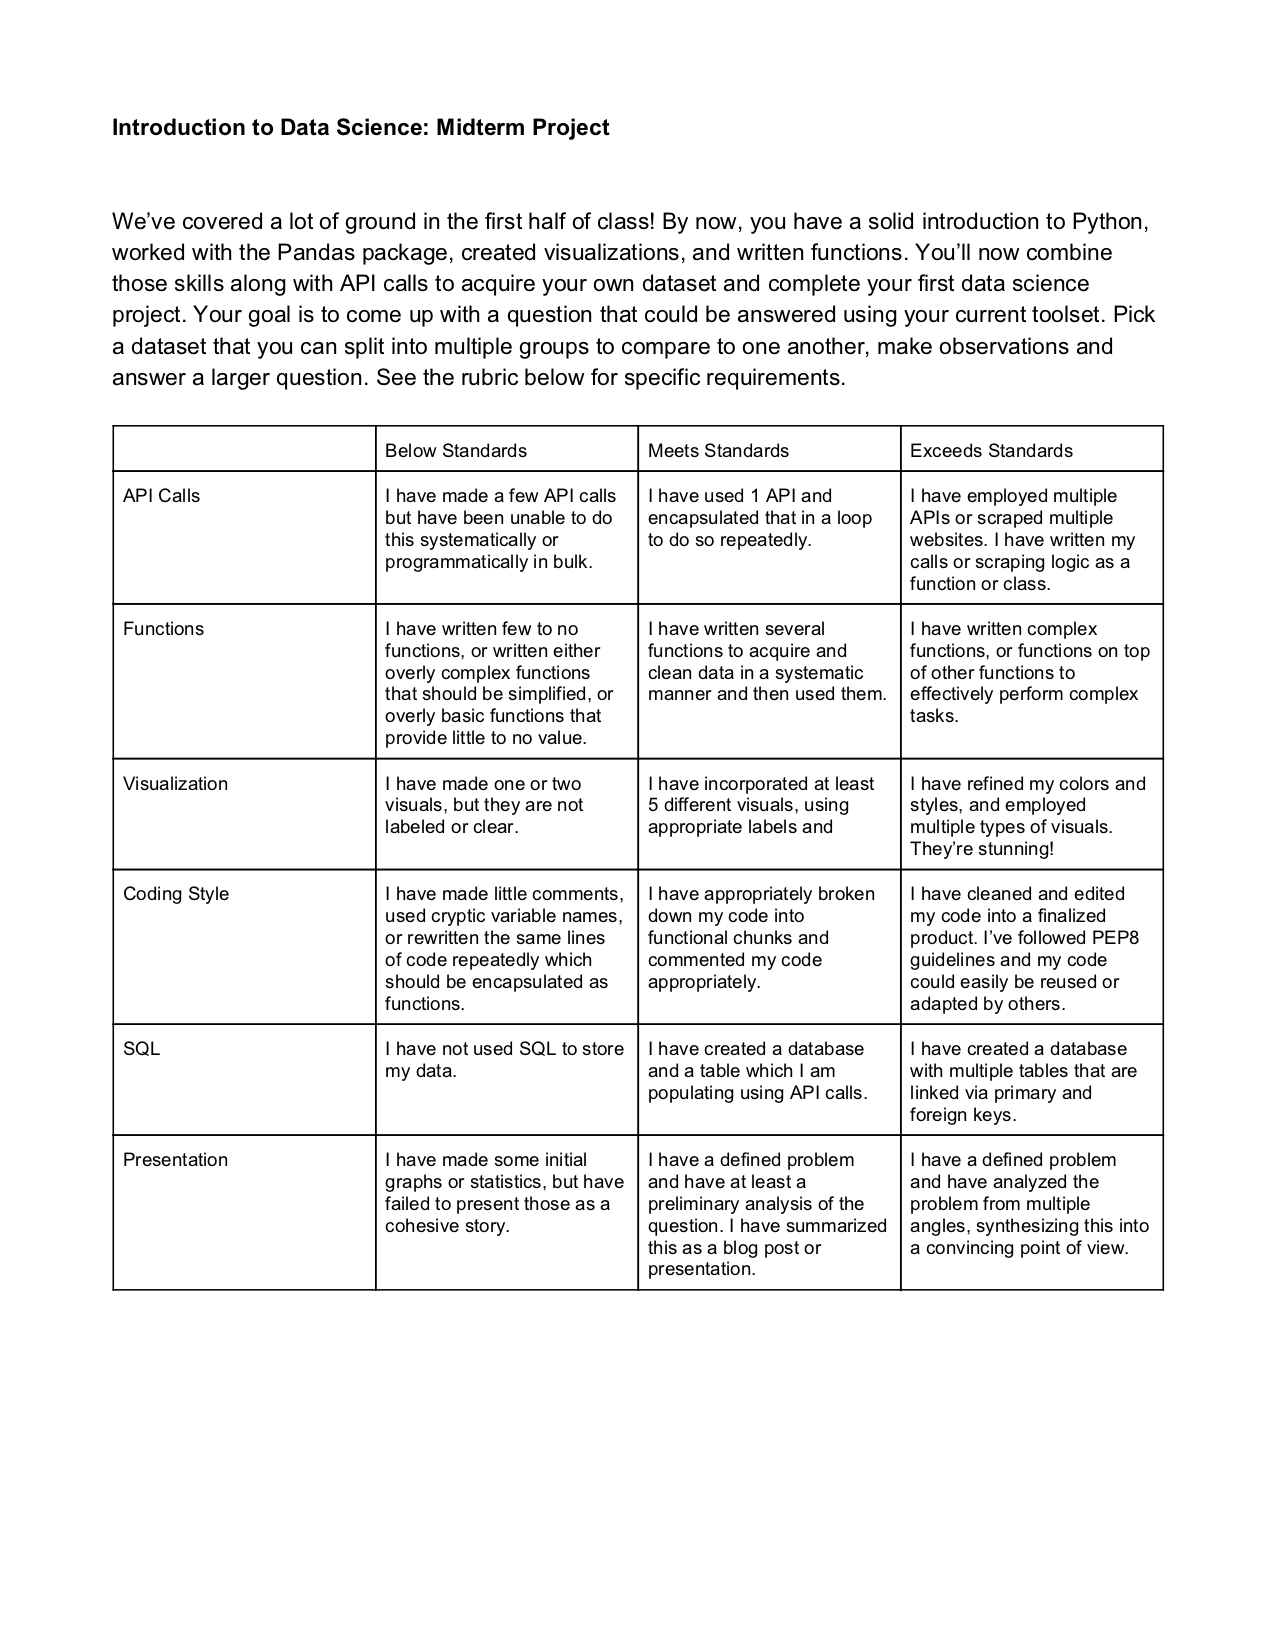 Introduction to Data Science: Midterm Project
We’ve covered a lot of ground in the first half of class! By now, you have a solid introduction to Python,
worked with the Pandas package, created visualizations, and written functions. You’ll now combine
those skills along with API calls to acquire your own dataset and complete your first data science
project. Your goal is to come up with a question that could be answered using your current toolset. Pick
a dataset that you can split into multiple groups to compare to one another, make observations and
answer a larger question. See the rubric below for specific requirements.
Below Standards
Meets Standards
Exceeds Standards
API Calls
I have made a few API calls
but have been unable to do
this systematically or
programmatically in bulk.
I have used 1 API and
encapsulated that in a loop
to do so repeatedly.
I have employed multiple
APIs or scraped multiple
websites. I have written my
calls or scraping logic as a
function or class.
Functions
I have written few to no
functions, or written either
overly complex functions
that should be simplified, or
overly basic functions that
provide little to no value.
I have written several
functions to acquire and
clean data in a systematic
manner and then used them.
I have written complex
functions, or functions on top
of other functions to
effectively perform complex
tasks.
Visualization
I have made one or two
visuals, but they are not
labeled or clear.
I have incorporated at least
5 different visuals, using
appropriate labels and
I have refined my colors and
styles, and employed
multiple types of visuals.
They’re stunning!
Coding Style
I have made little comments,
used cryptic variable names,
or rewritten the same lines
of code repeatedly which
should be encapsulated as
functions.
I have appropriately broken
down my code into
functional chunks and
commented my code
appropriately.
I have cleaned and edited
my code into a finalized
product. I’ve followed PEP8
guidelines and my code
could easily be reused or
adapted by others.
SQL
I have not used SQL to store
my data.
I have created a database
and a table which I am
populating using API calls.
I have created a database
with multiple tables that are
linked via primary and
foreign keys.
Presentation
I have made some initial
graphs or statistics, but have
failed to present those as a
cohesive story.
I have a defined problem
and have at least a
preliminary analysis of the
question. I have summarized
this as a blog post or
presentation.
I have a defined problem
and have analyzed the
problem from multiple
angles, synthesizing this into
a convincing point of view.